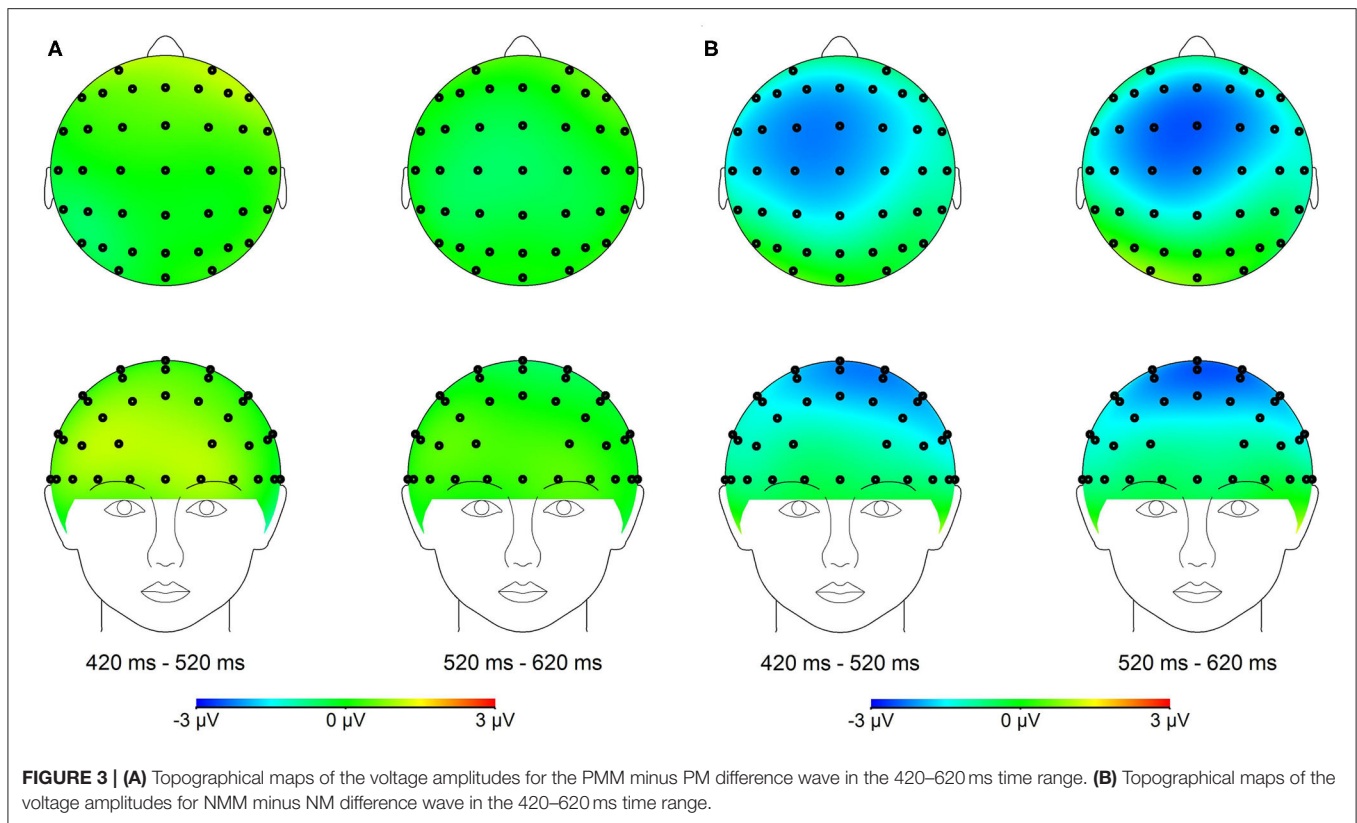 A
B
420 ms - 520 ms
520 ms - 620 ms
420 ms - 520 ms
520 ms - 620 ms
-3 µV
0 µV
3 µV
-3 µV
0 µV
3 µV
FIGURE 3 | (A) Topographical maps of the voltage amplitudes for the PMM minus PM difference wave in the 420–620 ms time range. (B) Topographical maps of the
voltage amplitudes for NMM minus NM difference wave in the 420–620 ms time range.